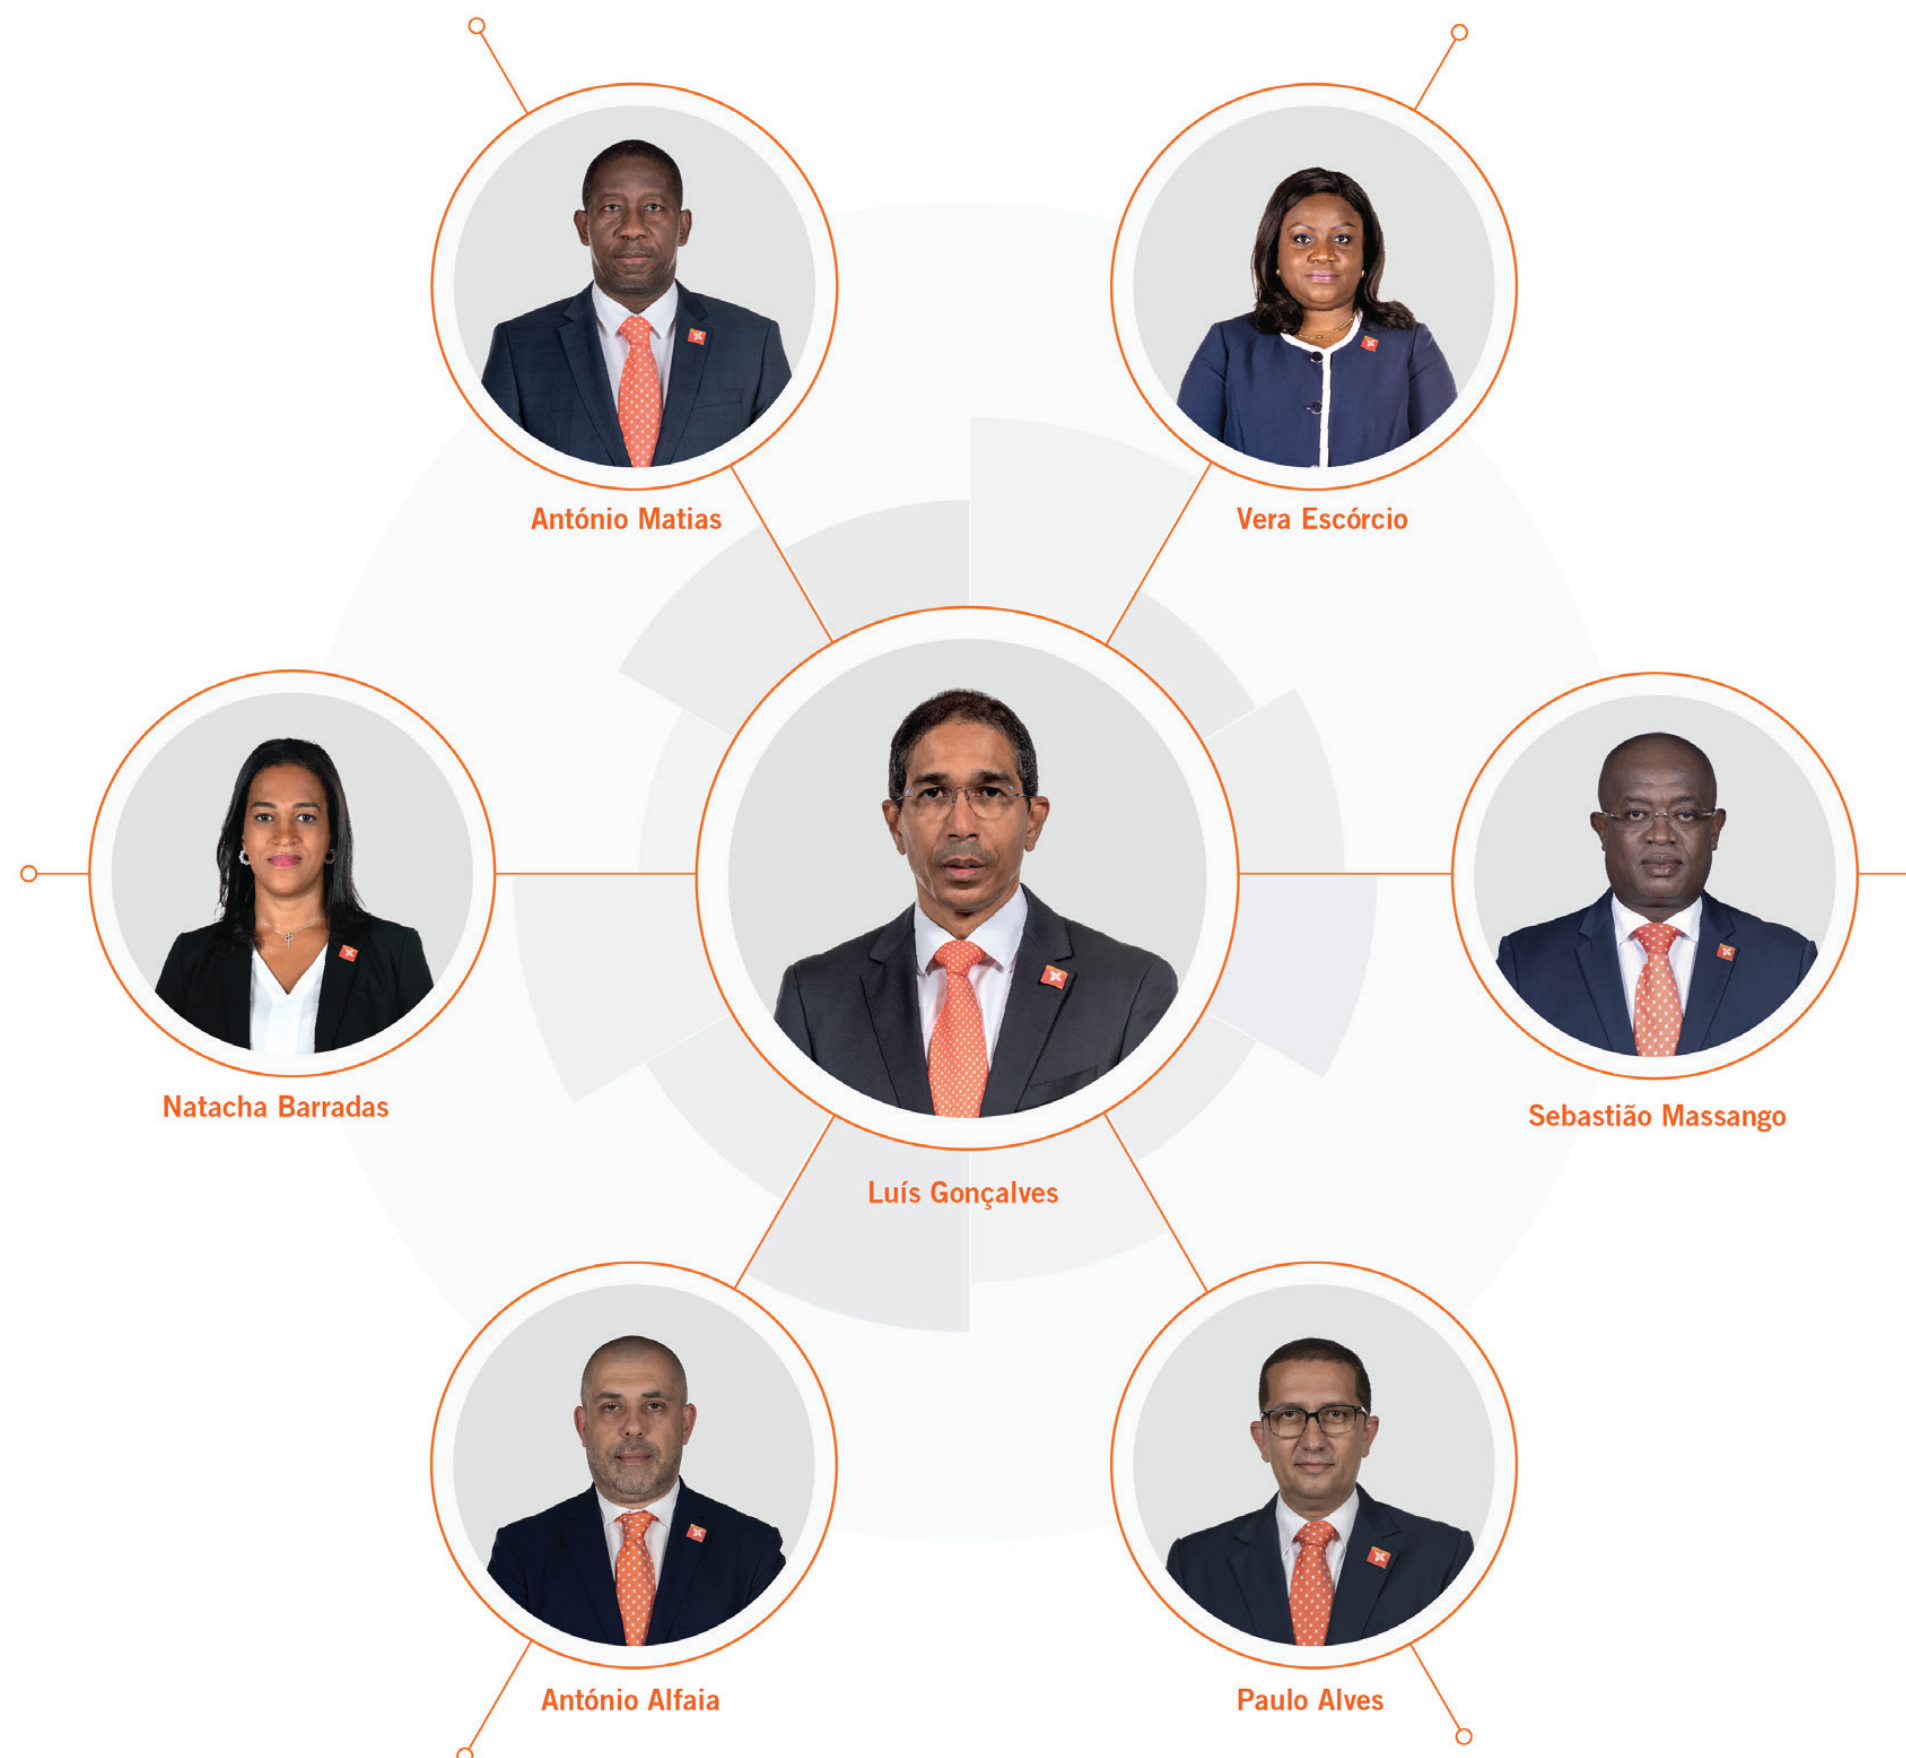 António Matias
Vera Escórcio
Natacha Barradas
Sebastião Massango
Luís Gonçalves
António Alfaia
Paulo Alves